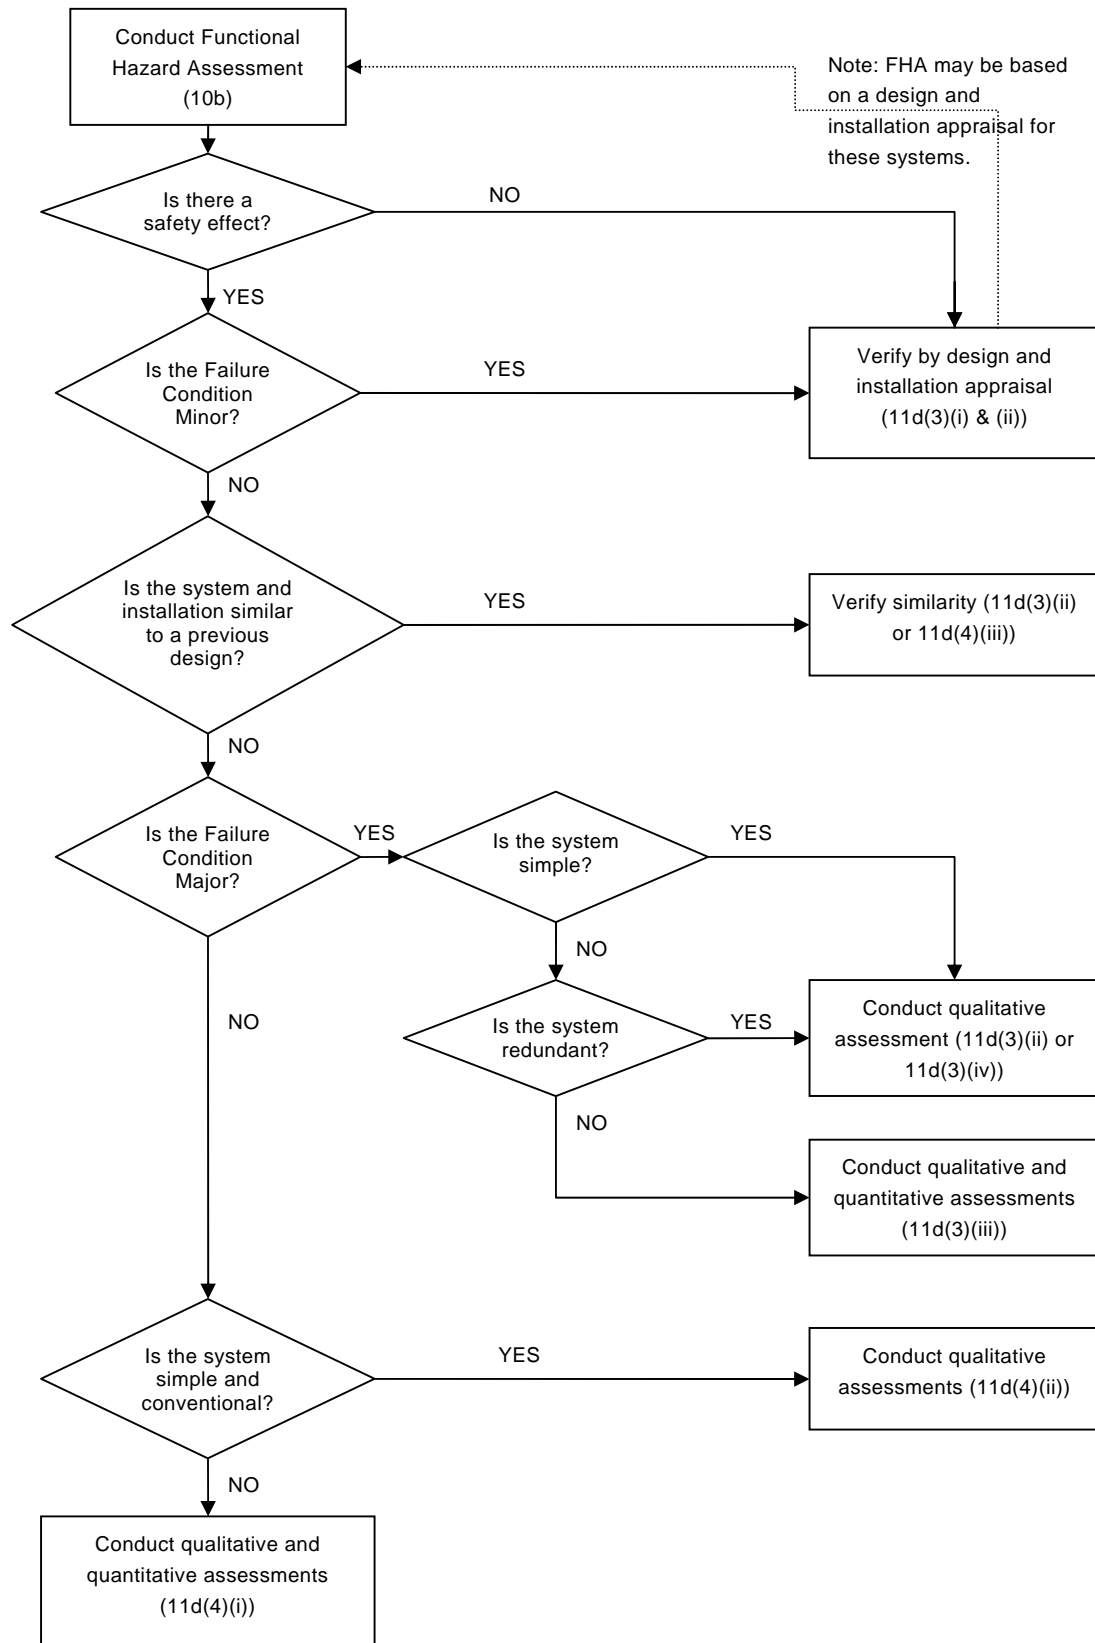 Conduct Functional
Hazard Assessment
(10b)
Note: FHA may be based
on a design and
installation appraisal for
these systems.
Is there a
safety effect?
NO
YES
Is the Failure
Condition
Minor?
YES
Verify by design and
installation appraisal
(11d(3)(i) & (ii))
NO
Is the system and
installation similar
to a previous
design?
YES
Verify similarity (11d(3)(ii)
or 11d(4)(iii))
NO
Is the Failure
Condition
Major?
YES
Is the system
simple?
YES
NO
NO
Is the system
redundant?
YES
Conduct qualitative
assessment (11d(3)(ii) or
11d(3)(iv))
NO
Conduct qualitative and
quantitative assessments
(11d(3)(iii))
Is the system
simple and
conventional?
YES
Conduct qualitative
assessments (11d(4)(ii))
NO
Conduct qualitative and
quantitative assessments
(11d(4)(i))